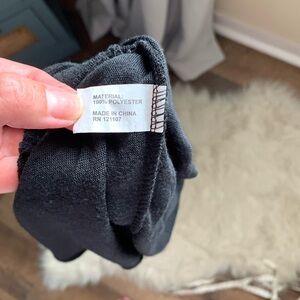 MATERIAL:
100% POLYESTER
MADE IN CHINA
RN 121107